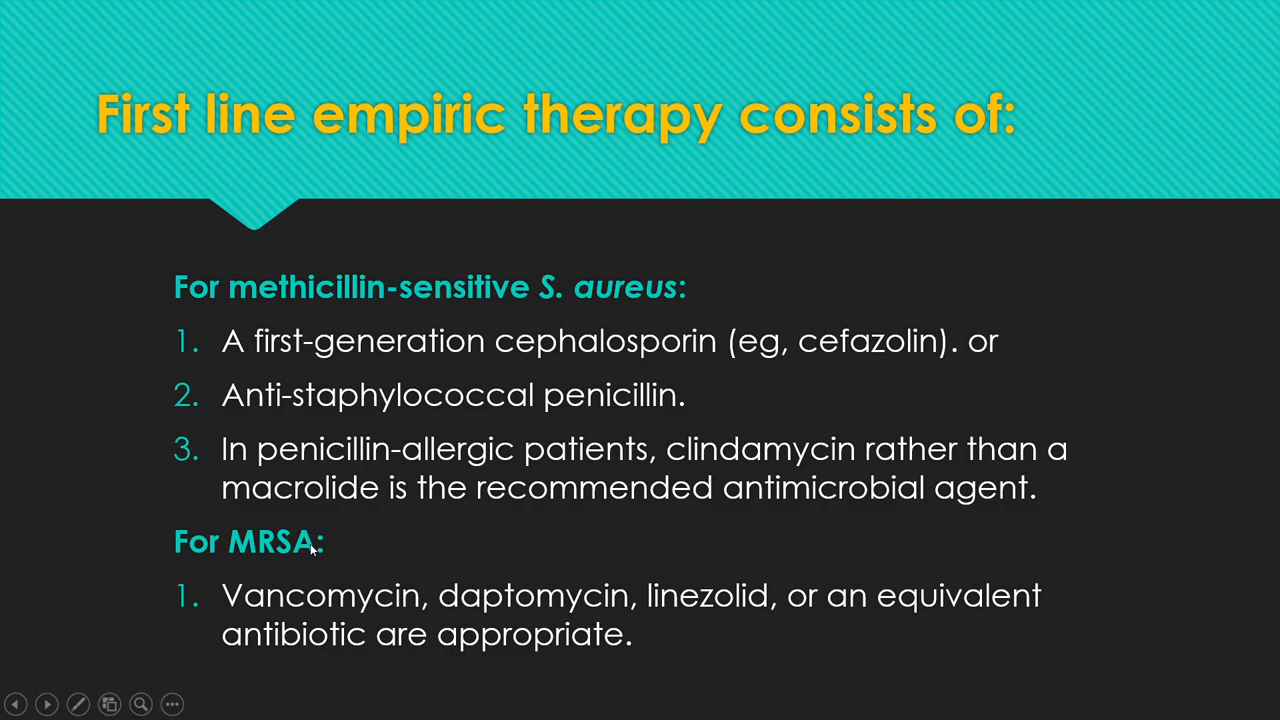 First line empiric therapy consists of:
For methicillin-sensitive S. aureus:
1. A first-generation cephalosporin (eg, cefazolin). or
2. Anti-staphylococcal penicillin.
3. In penicillin-allergic patients, clindamycin rather than a
macrolide is the recommended antimicrobial agent.
For MRSA:
1. Vancomycin, daptomycin, linezolid, or an equivalent
antibiotic are appropriate.